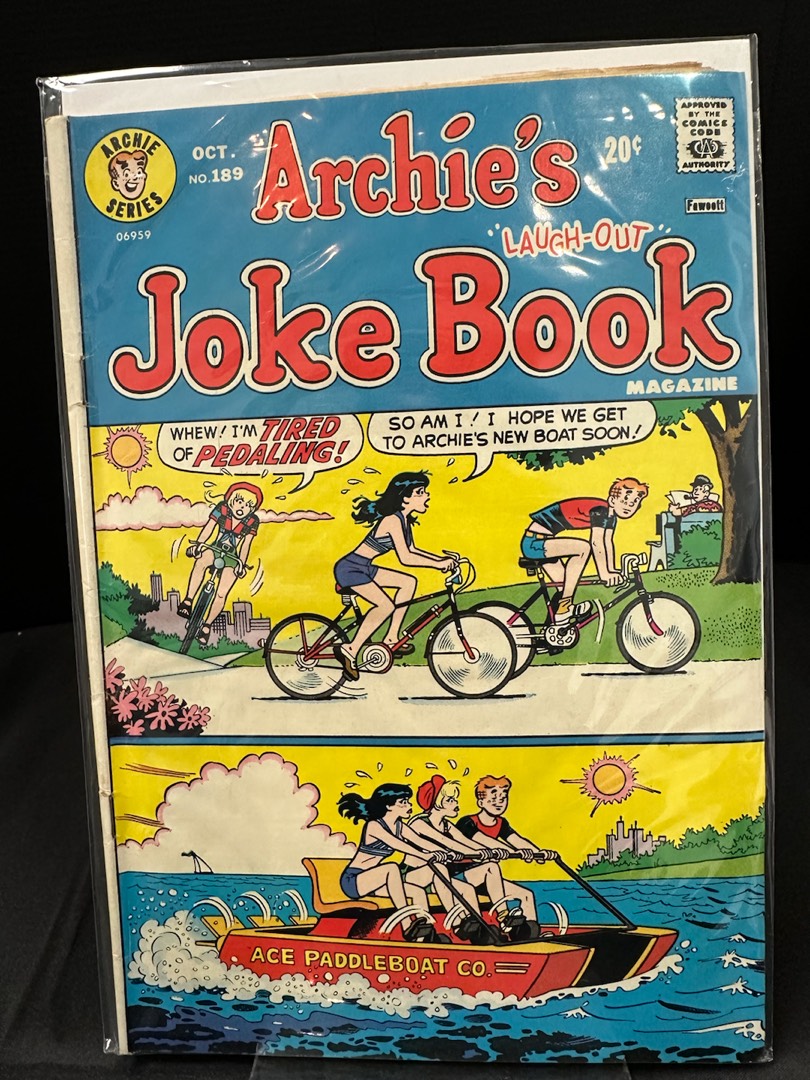 ARCHIE
SERIES
06959
OCT.
NO.189
Archie's
20¢
APPROVED
BY THE
COMICS
CODE
CA
AUTHORITY
Fawcett
"LAUGH-OUT"
Joke Book
MAGAZINE
WHEW! I'M TIRED
OF PEDALING!
SO AM I! I HOPE WE GET
TO ARCHIE'S NEW BOAT SOON!
ACE PADDLEBOAT CO.